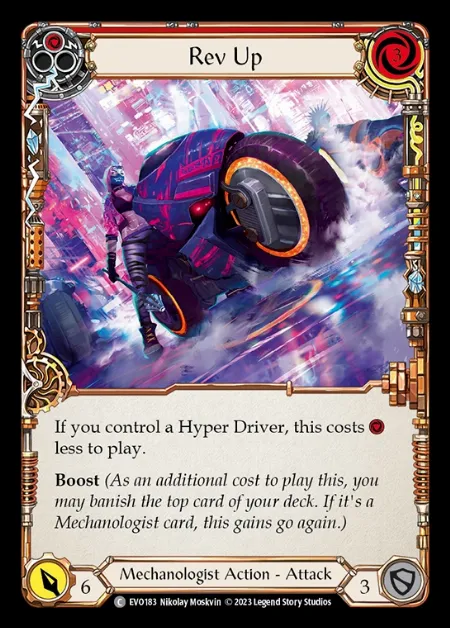 Rev Up
3
If you control a Hyper Driver, this costs
less to play.
Boost (As an additional cost to play this, you
may banish the top card of your deck. If it's a
Mechanologist card, this gains go again.)
6
Mechanologist Action - Attack
3
C EVO183 Nikolay Moskvin © 2023 Legend Story Studios